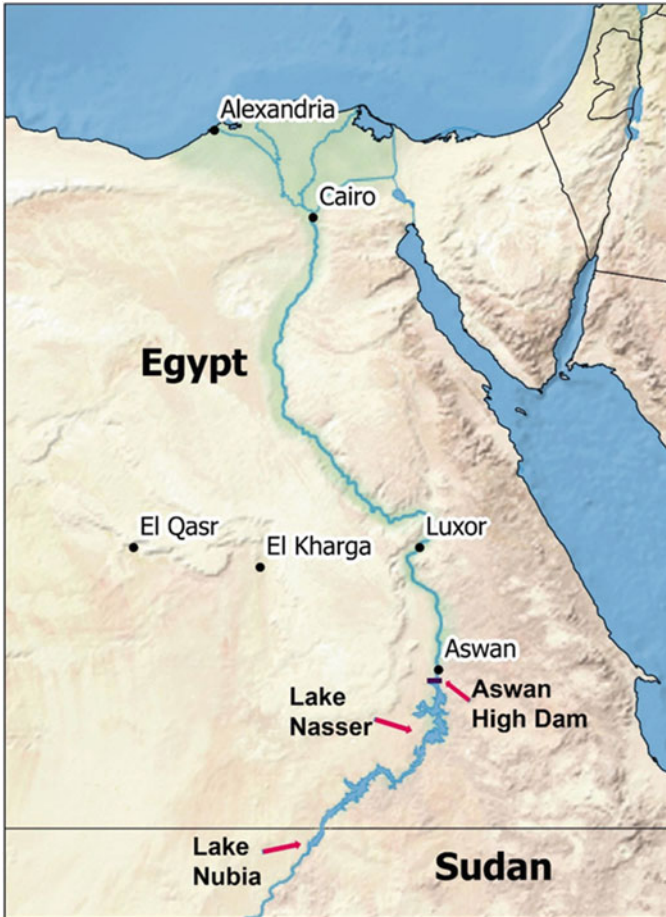 Alexandria
Cairo
Egypt
El Qasr
El Kharga
Luxor
Aswan
Lake
Nasser
Aswan
High Dam
Lake
Nubia
Sudan